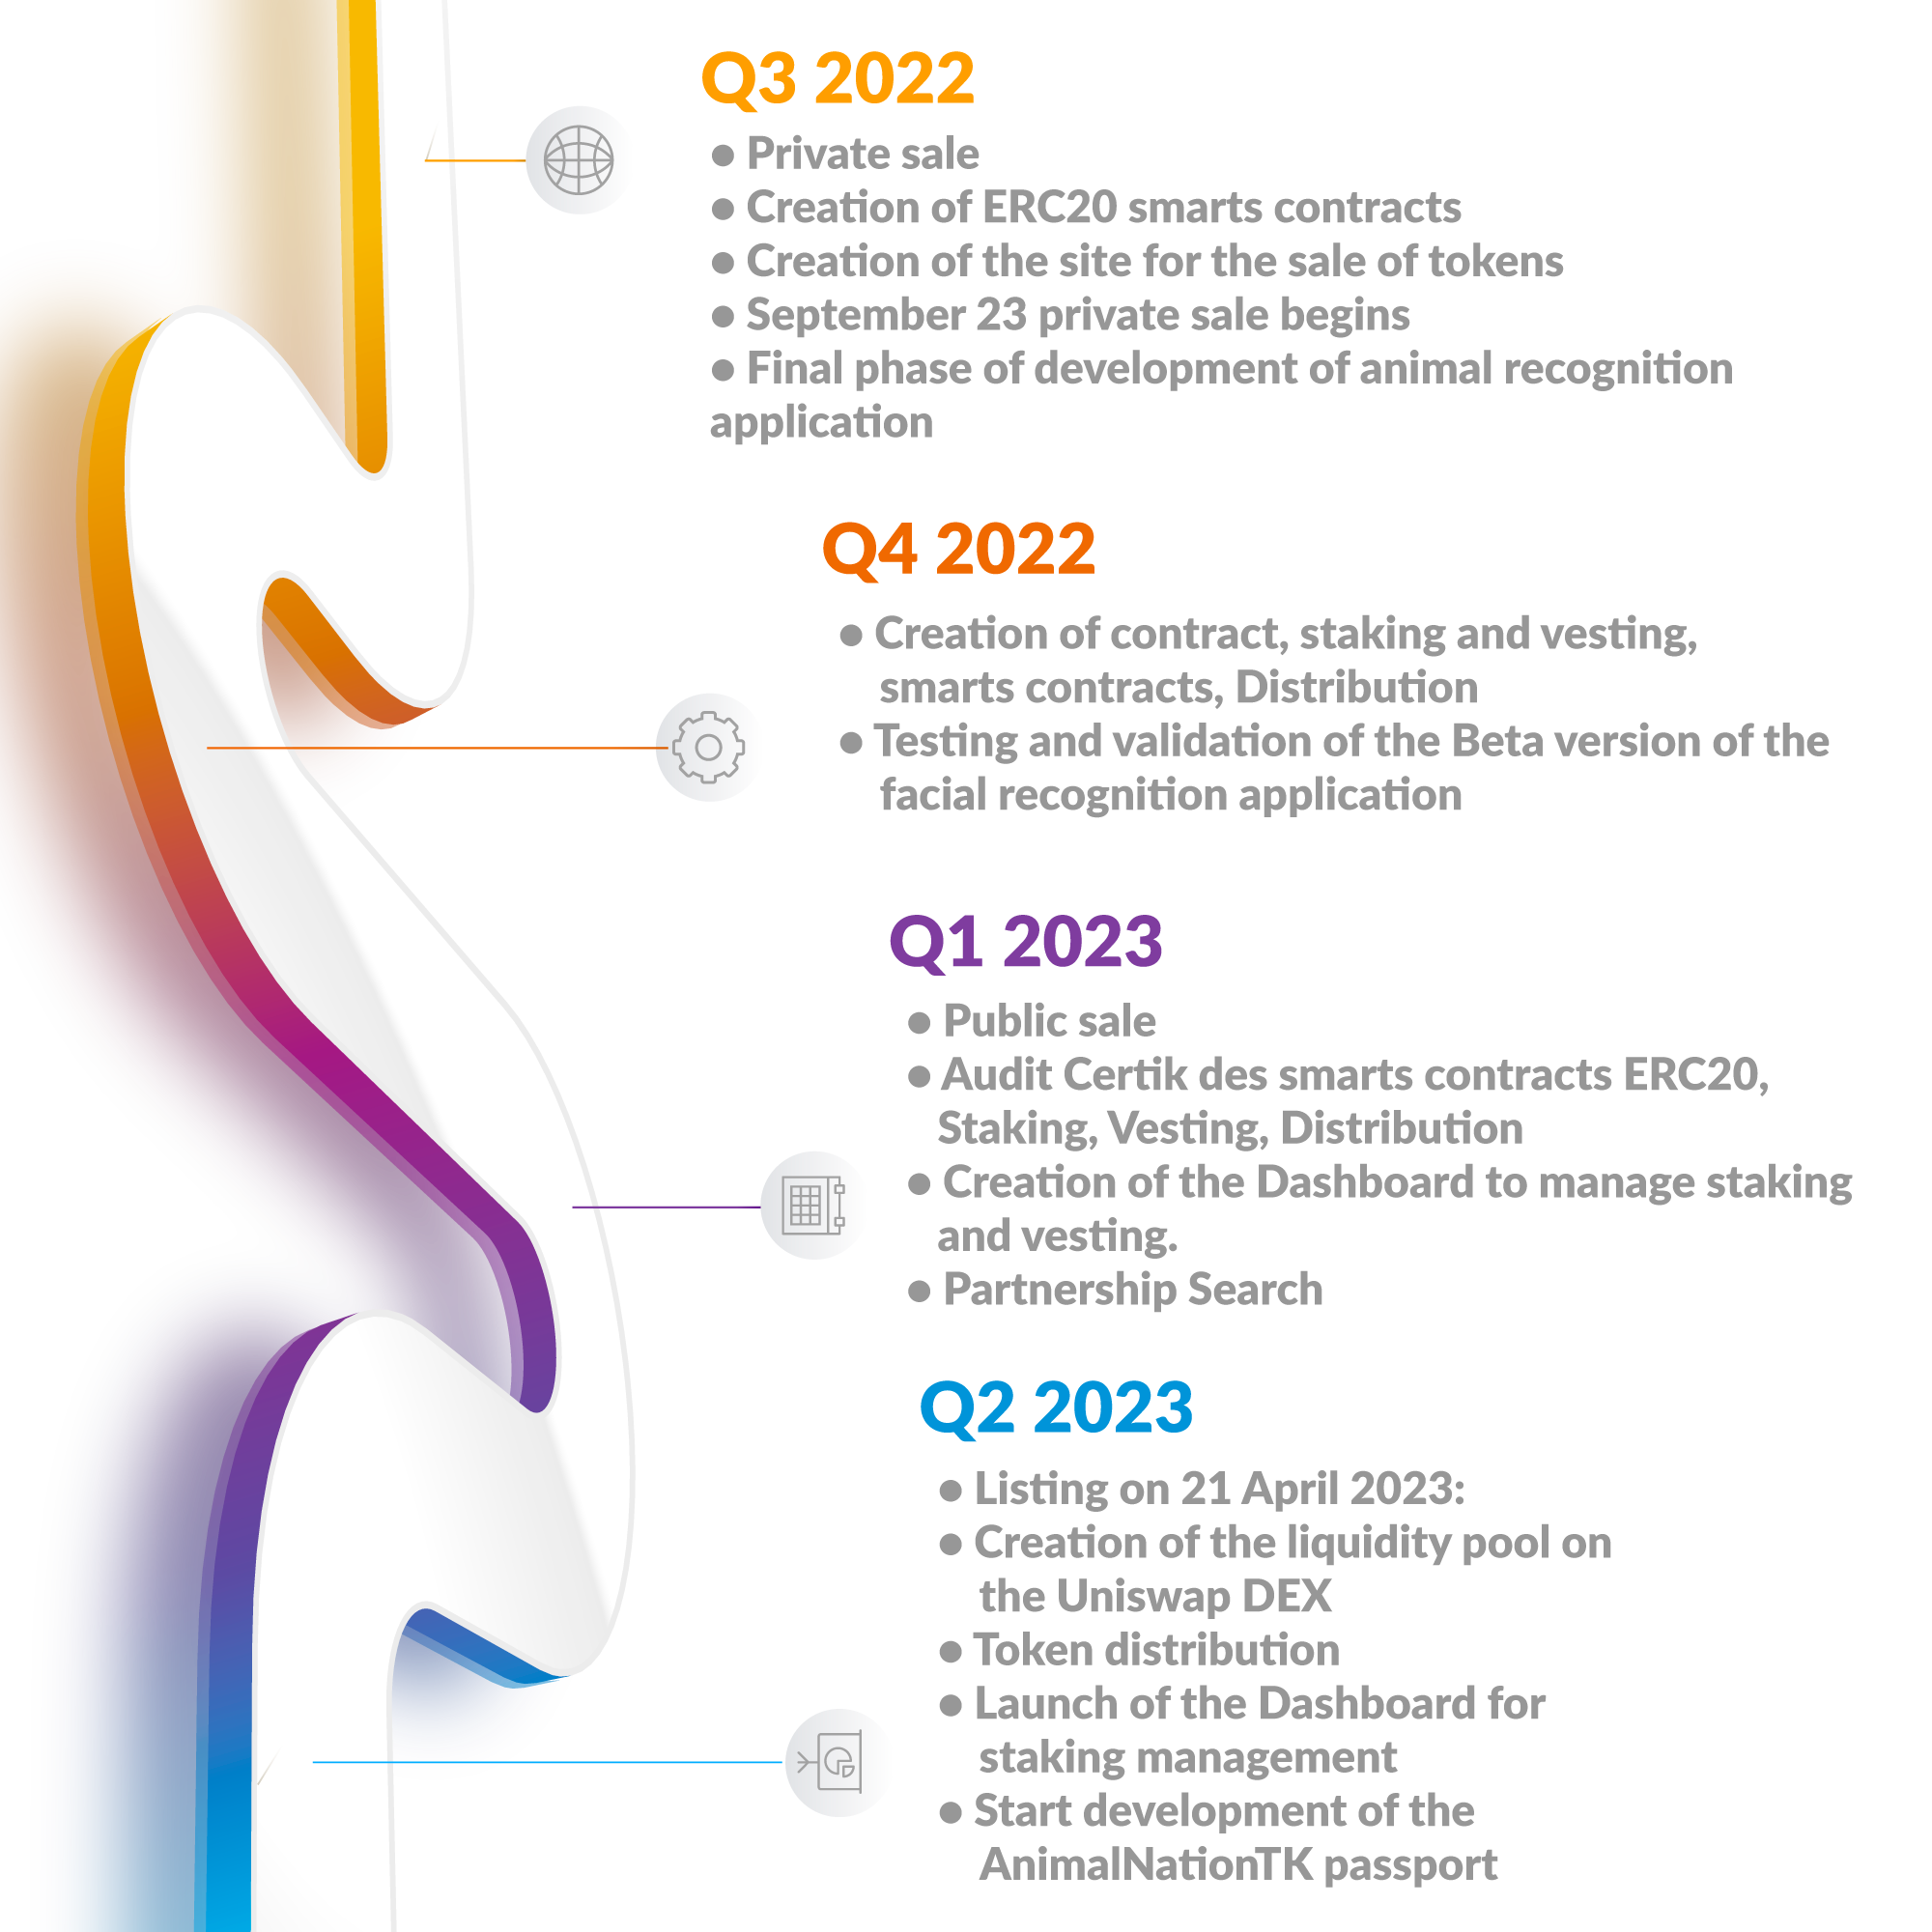 Q3 2022
● Private sale
● Creation of ERC20 smarts contracts
● Creation of the site for the sale of tokens
● September 23 private sale begins
● Final phase of development of animal recognition
application
Q4 2022
● Creation of contract, staking and vesting,
smarts contracts, Distribution
● Testing and validation of the Beta version of the
facial recognition application
Q1 2023
● Public sale
● Audit Certik des smarts contracts ERC20,
Staking, Vesting, Distribution
● Creation of the Dashboard to manage staking
and vesting.
● Partnership Search
Q2 2023
● Listing on 21 April 2023:
● Creation of the liquidity pool on
the Uniswap DEX
● Token distribution
● Launch of the Dashboard for
staking management
● Start development of the
AnimalNationTK passport